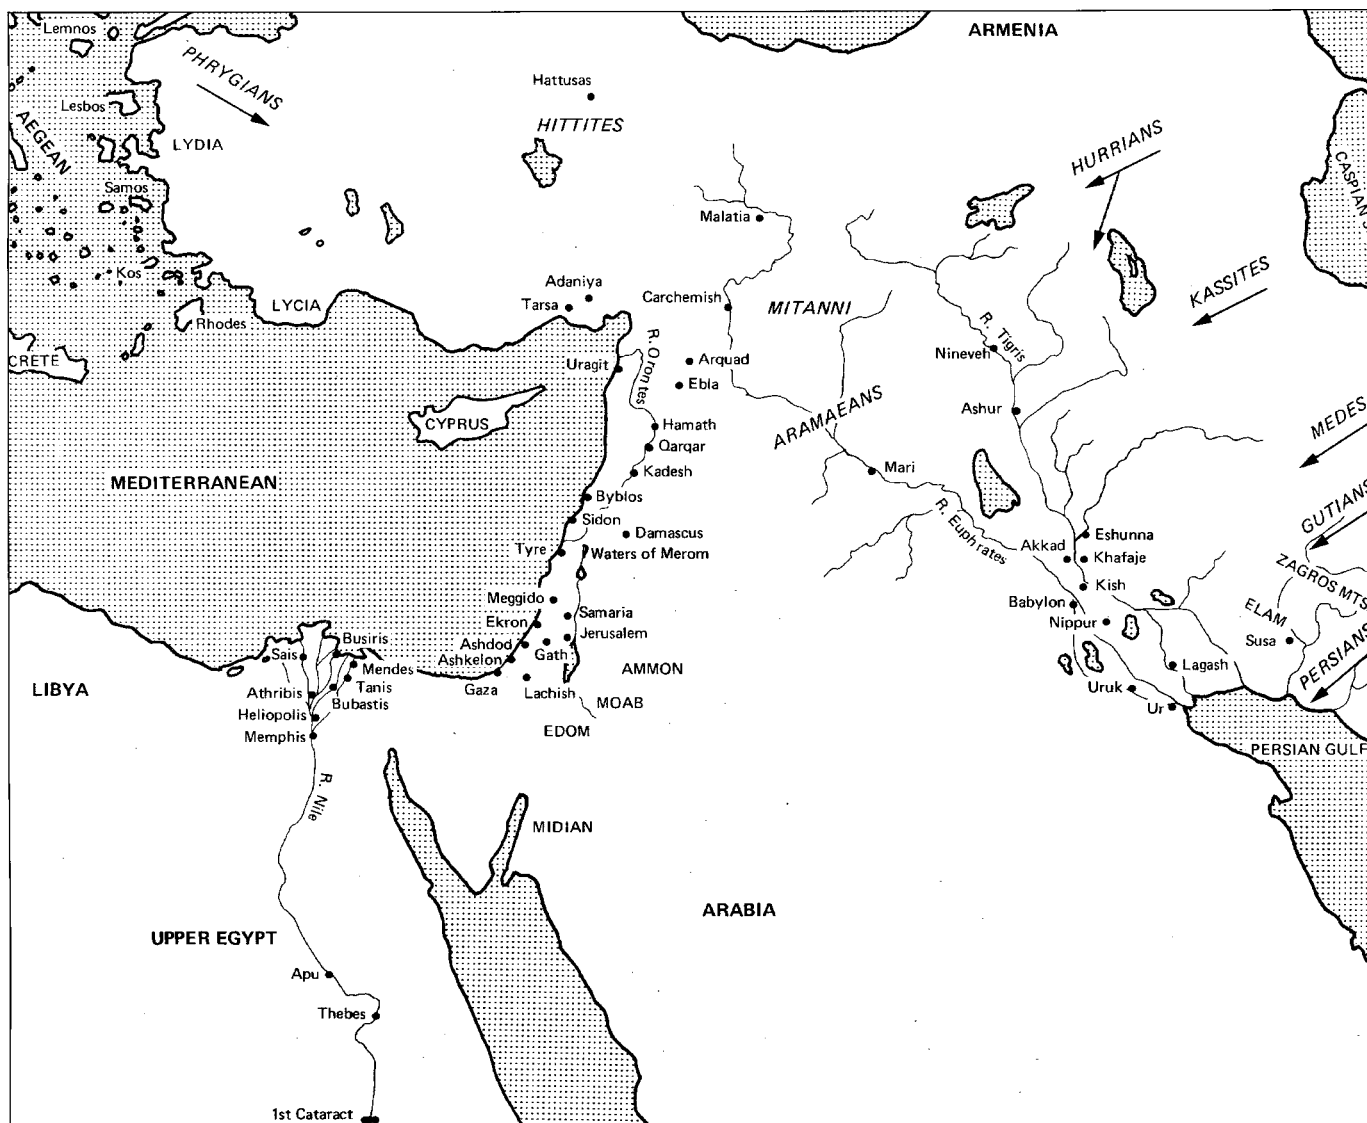 Lemnos
ARMENIA
PHRYGIANS
Hattusas
HITTITES
Lesbos
AEGEAN
LYDIA
HURRIANS
CASPIAN S
Samos
Malatia
Kos
LYCIA
Rhodes
CRETE
Adaniya
Tarsa
Carchemish
MITANNI
KASSITES
R. Tigris
Nineveh
R. Orontes
Uragit
Arquad
Ebla
CYPRUS
ARAMAEANS
Ashur
MEDES
Hamath
Qarqar
Kadesh
Mari
MEDITERRANEAN
Byblos
R. Euphrates
GUTIANS
Sidon
Damascus
Tyre
Waters of Merom
Eshunna
Akkad
Khafaje
ZAGROS MTS
Kish
Meggido
Babylon
Samaria
Nippur
ELAM
Ekron
Jerusalem
Susa
Busiris
Sais
Ashdod
Gath
Ashkelon
Mendes
AMMON
Lagash
PERSIANS
LIBYA
Gaza
Lachish
Tanis
Athribis
Bubastis
MOAB
Uruk
Ur
Heliopolis
EDOM
Memphis
PERSIAN GULF
R. Nile
MIDIAN
ARABIA
UPPER EGYPT
Apu
Thebes
1st Cataract